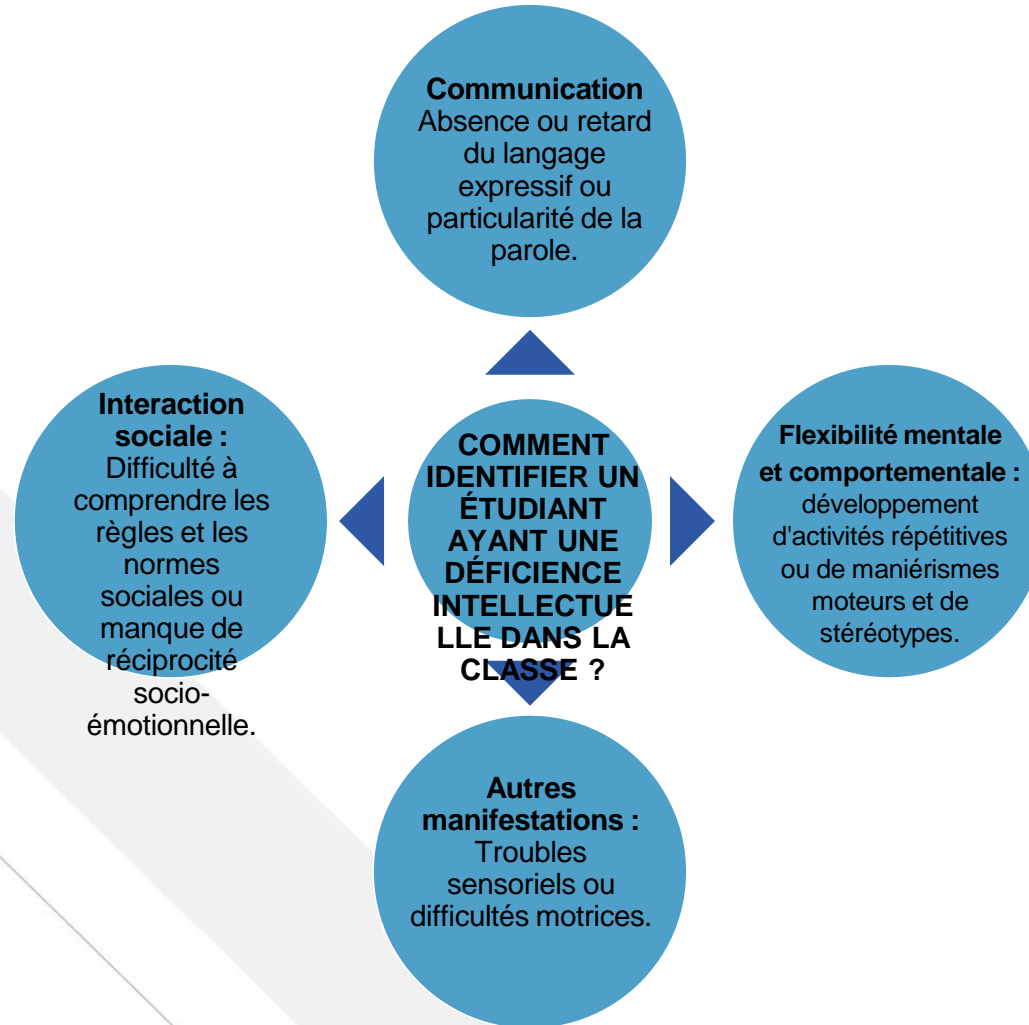 Communication
Absence ou retard
du langage
expressif ou
particularité de la
parole.
Interaction
sociale :
Difficulté à
comprendre les
règles et les
normes
sociales ou
manque de
réciprocité
socio-
émotionnelle.
COMMENT
IDENTIFIER UN
ÉTUDIANT
AYANT UNE
DÉFICIENCE
INTELLECTUE
LLE DANS LA
CLASSE ?
Flexibilité mentale
et comportementale :
développement
d'activités répétitives
ou de maniérismes
moteurs et de
stéréotypes.
Autres
manifestations :
Troubles
sensoriels ou
difficultés motrices.